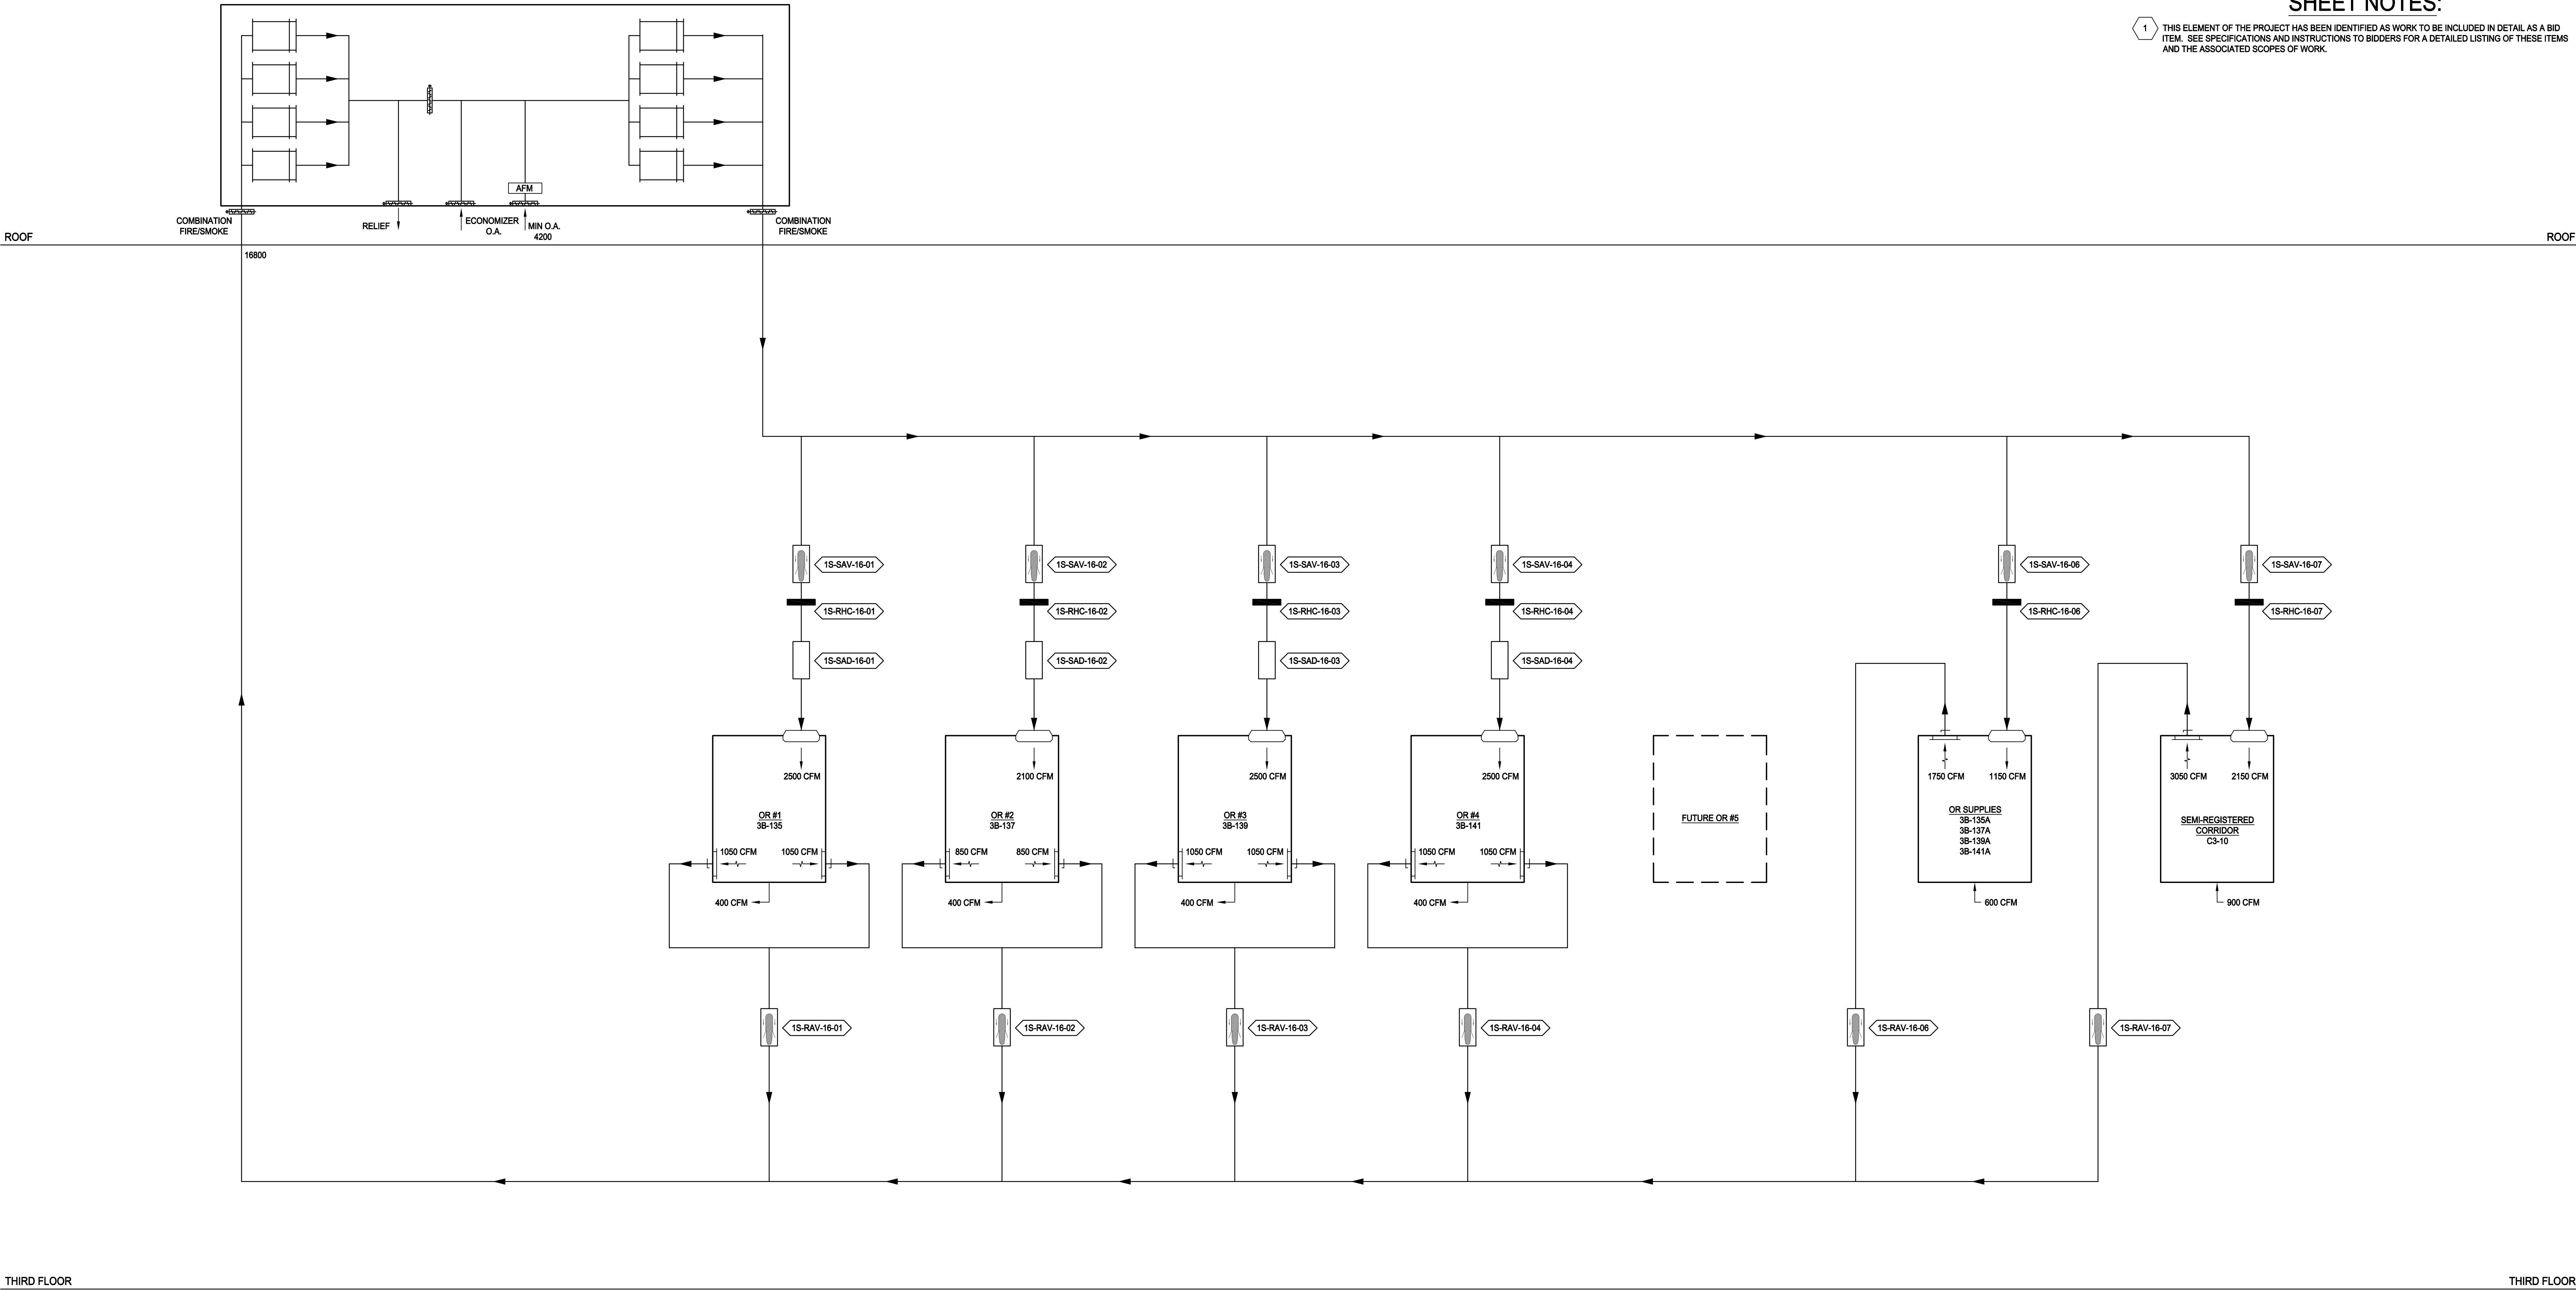 SHEET NOTES:
1
THIS ELEMENT OF THE PROJECT HAS BEEN IDENTIFIED AS WORK TO BE INCLUDED IN DETAIL AS A BID
ITEM. SEE SPECIFICATIONS AND INSTRUCTIONS TO BIDDERS FOR A DETAILED LISTING OF THESE ITEMS
AND THE ASSOCIATED SCOPES OF WORK.
AFM
COMBINATION
FIRE/SMOKE
RELIEF
ECONOMIZER
O.A.
MIN O.A.
4200
COMBINATION
FIRE/SMOKE
ROOF
ROOF
16800
1S-SAV-16-01
1S-SAV-16-02
1S-SAV-16-03
1S-SAV-16-04
1S-SAV-16-06
1S-SAV-16-07
1S-RHC-16-01
1S-RHC-16-02
1S-RHC-16-03
1S-RHC-16-04
1S-RHC-16-06
1S-RHC-16-07
1S-SAD-16-01
1S-SAD-16-02
1S-SAD-16-03
1S-SAD-16-04
2500 CFM
OR #1
3B-135
1050 CFM
1050 CFM
400 CFM
2100 CFM
OR #2
3B-137
850 CFM
850 CFM
400 CFM
2500 CFM
OR #3
3B-139
1050 CFM
1050 CFM
400 CFM
2500 CFM
OR #4
3B-141
1050 CFM
1050 CFM
400 CFM
FUTURE OR #5
1750 CFM
1150 CFM
OR SUPPLIES
3B-135A
3B-137A
3B-139A
3B-141A
600 CFM
3050 CFM
2150 CFM
SEMI-REGISTERED
CORRIDOR
C3-10
900 CFM
1S-RAV-16-01
1S-RAV-16-02
1S-RAV-16-03
1S-RAV-16-04
1S-RAV-16-06
1S-RAV-16-07
THIRD FLOOR
THIRD FLOOR